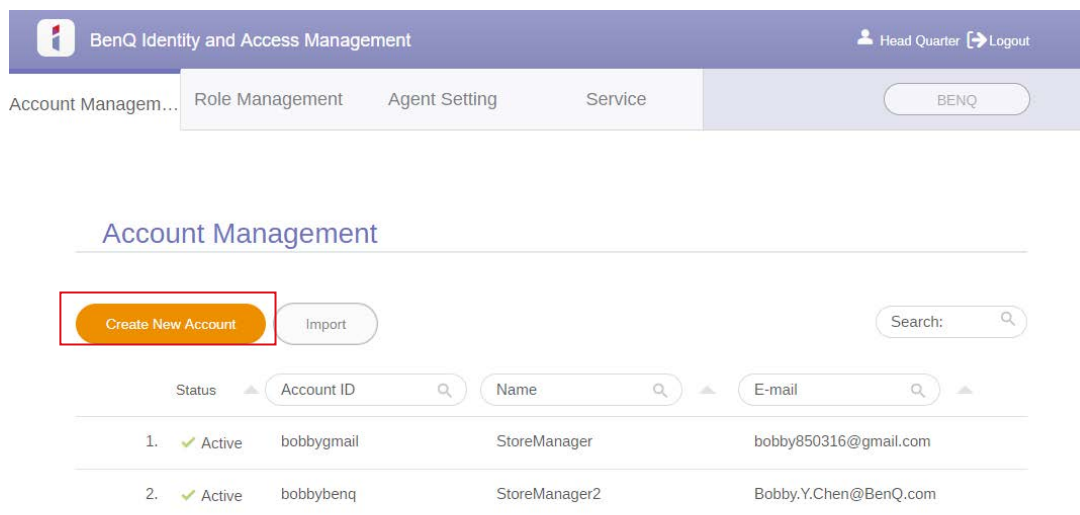 BenQ Identity and Access Management
Head Quarter Logout
Account Managem... Role Management Agent Setting Service BENQ
Account Management
Create New Account Import Search:
Status Account ID Name E-mail
1. Active bobbygmail StoreManager bobby850316@gmail.com
2. Active bobbybenq StoreManager2 Bobby.Y.Chen@BenQ.com